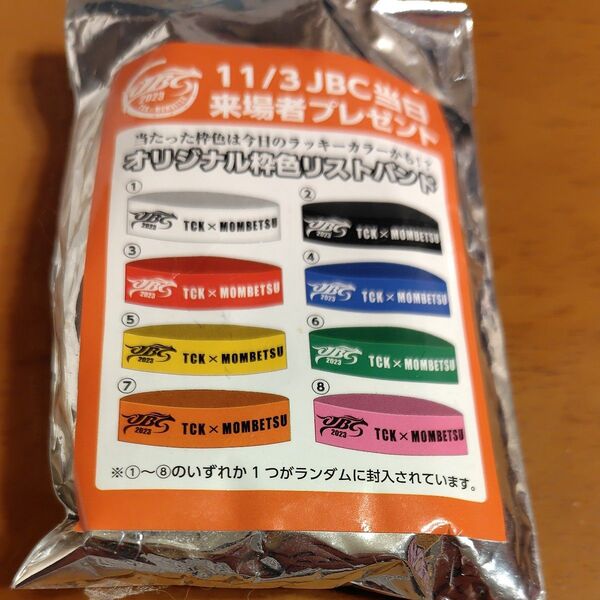 JBC
2023
TCK×MOMBETSU
11/3 JBC当日
来場者プレゼント
当たった枠色は今日のラッキーカラーかも!?
オリジナル枠色リストバンド
①
JBC
2023
TCK×MOMBETSU
②
JBC
2023
TCK×MOMBETSU
③
JBC
2023
TCK×MOMBETSU
④
JBC
2023
TCK×MOMBETSU
⑤
JBC
2023
TCK×MOMBETSU
⑥
JBC
2023
TCK×MOMBETSU
⑦
JBC
2023
TCK×MOMBETSU
⑧
JBC
2023
TCK×MOMBETSU
※①〜⑧のいずれか1つがランダムに封入されています。